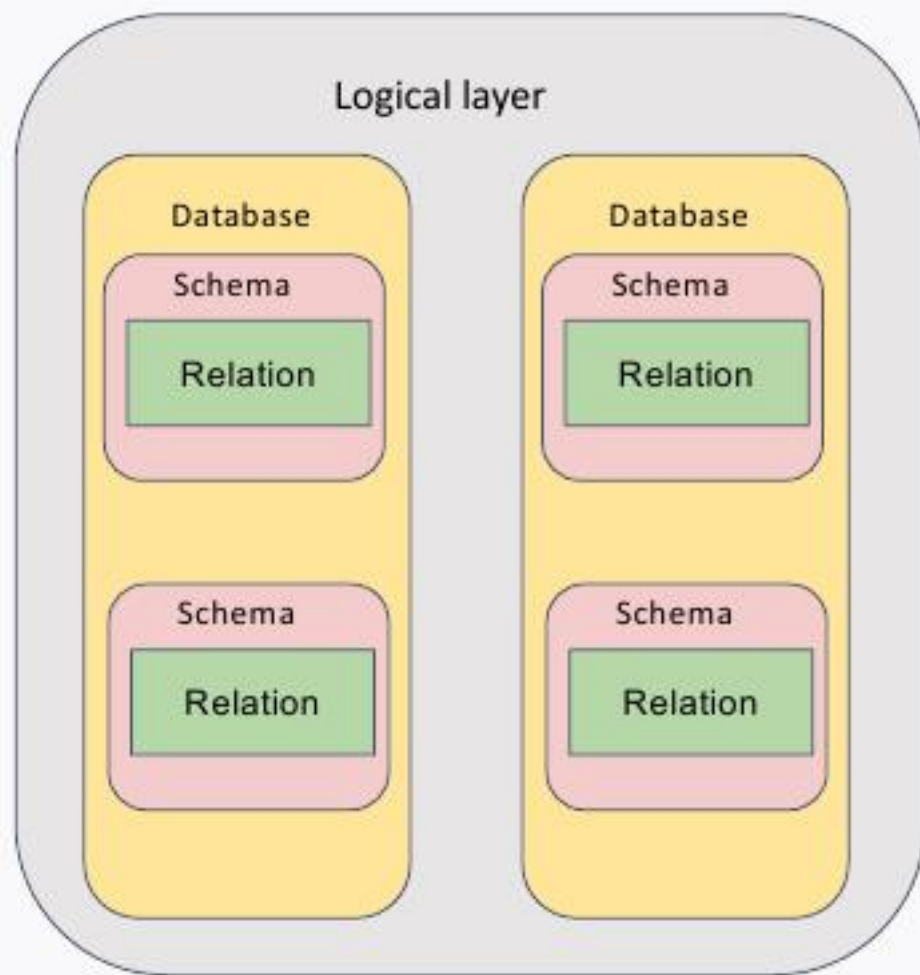 Logical layer
Database
Schema
Relation
Schema
Relation
Database
Schema
Relation
Schema
Relation